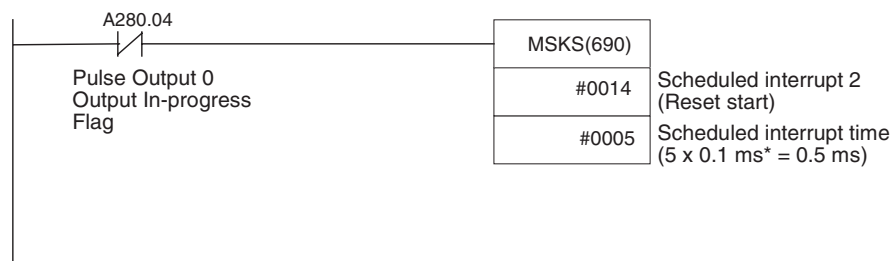 A280.04
MSKS(690)
Pulse Output 0
Output In-progress
Flag
#0014
Scheduled interrupt 2
(Reset start)
#0005
Scheduled interrupt time
(5 x 0.1 ms* = 0.5 ms)